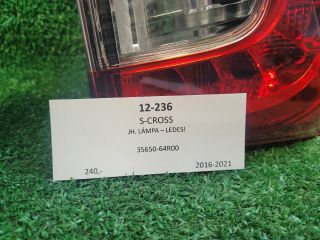 12-236
S-CROSS
JH. LÁMPA – LEDES!
35650-64R00
240,- 2016-2021